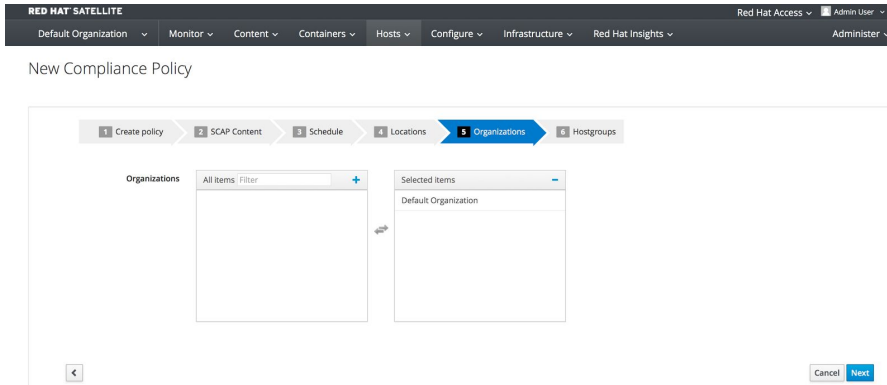 RED HAT SATELLITE
Red Hat Access Admin User
Default Organization Monitor Content Containers Hosts Configure Infrastructure Red Hat Insights Administer
New Compliance Policy
1 Create policy 2 SCAP Content 3 Schedule 4 Locations 5 Organizations 6 Hostgroups
Organizations All items Filter + Selected items −
Default Organization
Cancel Next